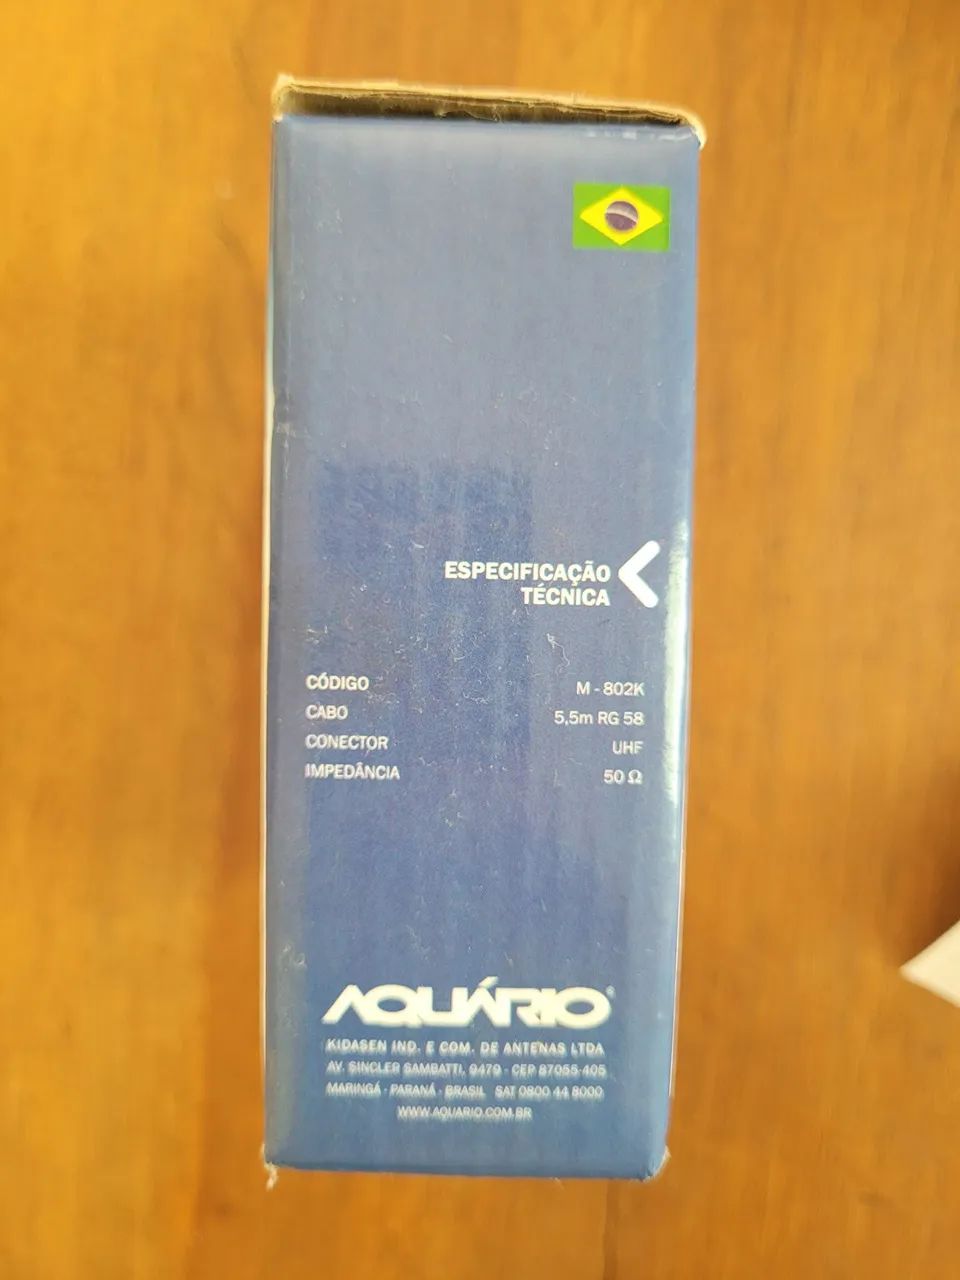 ESPECIFICAÇÃO
TÉCNICA
CÓDIGO M - 802K
CABO 5,5m RG 58
CONECTOR UHF
IMPEDÂNCIA 50 Ω
AQUÁRIO®
KIDASEN IND. E COM. DE ANTENAS LTDA
AV. SINCLER SAMBATTI, 9479 - CEP 87055-405
MARINGÁ - PARANÁ - BRASIL SAT 0800 44 8000
WWW.AQUARIO.COM.BR